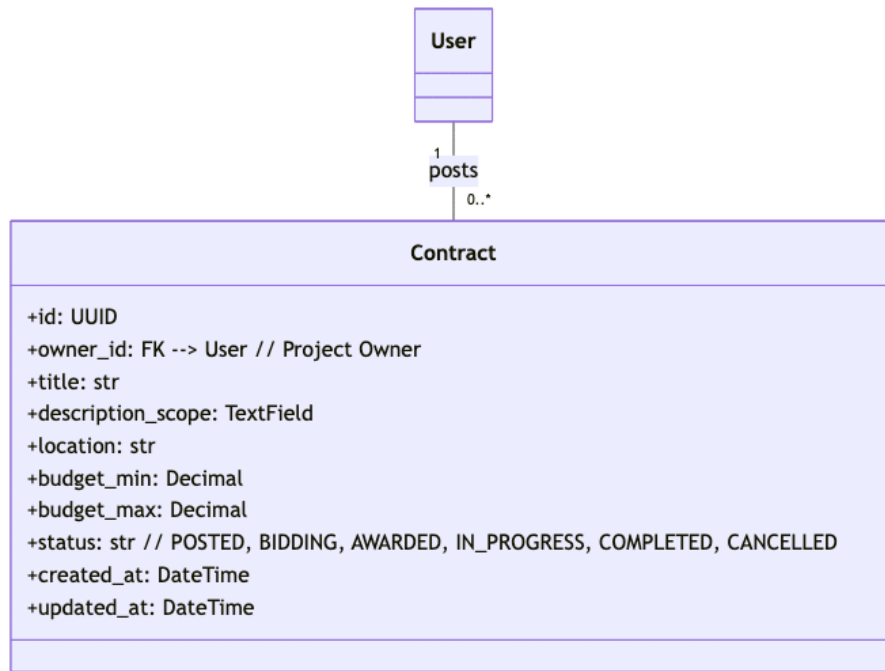 User
1
posts
0..*
Contract
+id: UUID
+owner_id: FK --> User // Project Owner
+title: str
+description_scope: TextField
+location: str
+budget_min: Decimal
+budget_max: Decimal
+status: str // POSTED, BIDDING, AWARDED, IN_PROGRESS, COMPLETED, CANCELLED
+created_at: DateTime
+updated_at: DateTime